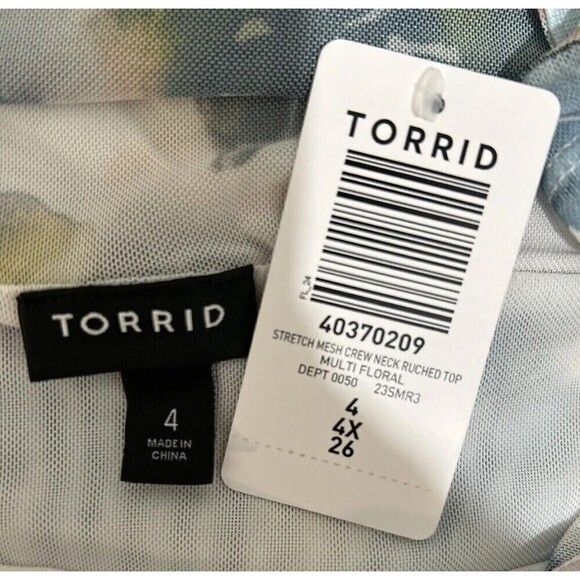 TORRID
FL_24
40370209
STRETCH MESH CREW NECK RUCHED TOP
MULTI FLORAL
DEPT 0050 23SMR3
4
4X
26
TORRID
4
MADE IN
CHINA